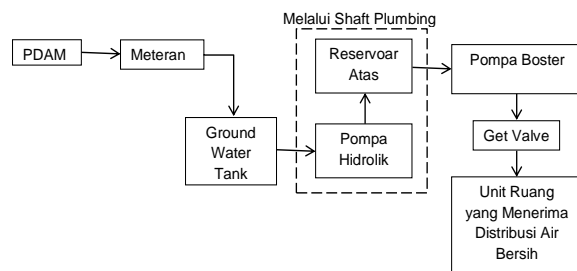 Melalui Shaft Plumbing
PDAM
Meteran
Reservoar
Atas
Pompa Boster
Ground
Water
Tank
Pompa
Hidrolik
Get Valve
Unit Ruang
yang Menerima
Distribusi Air
Bersih